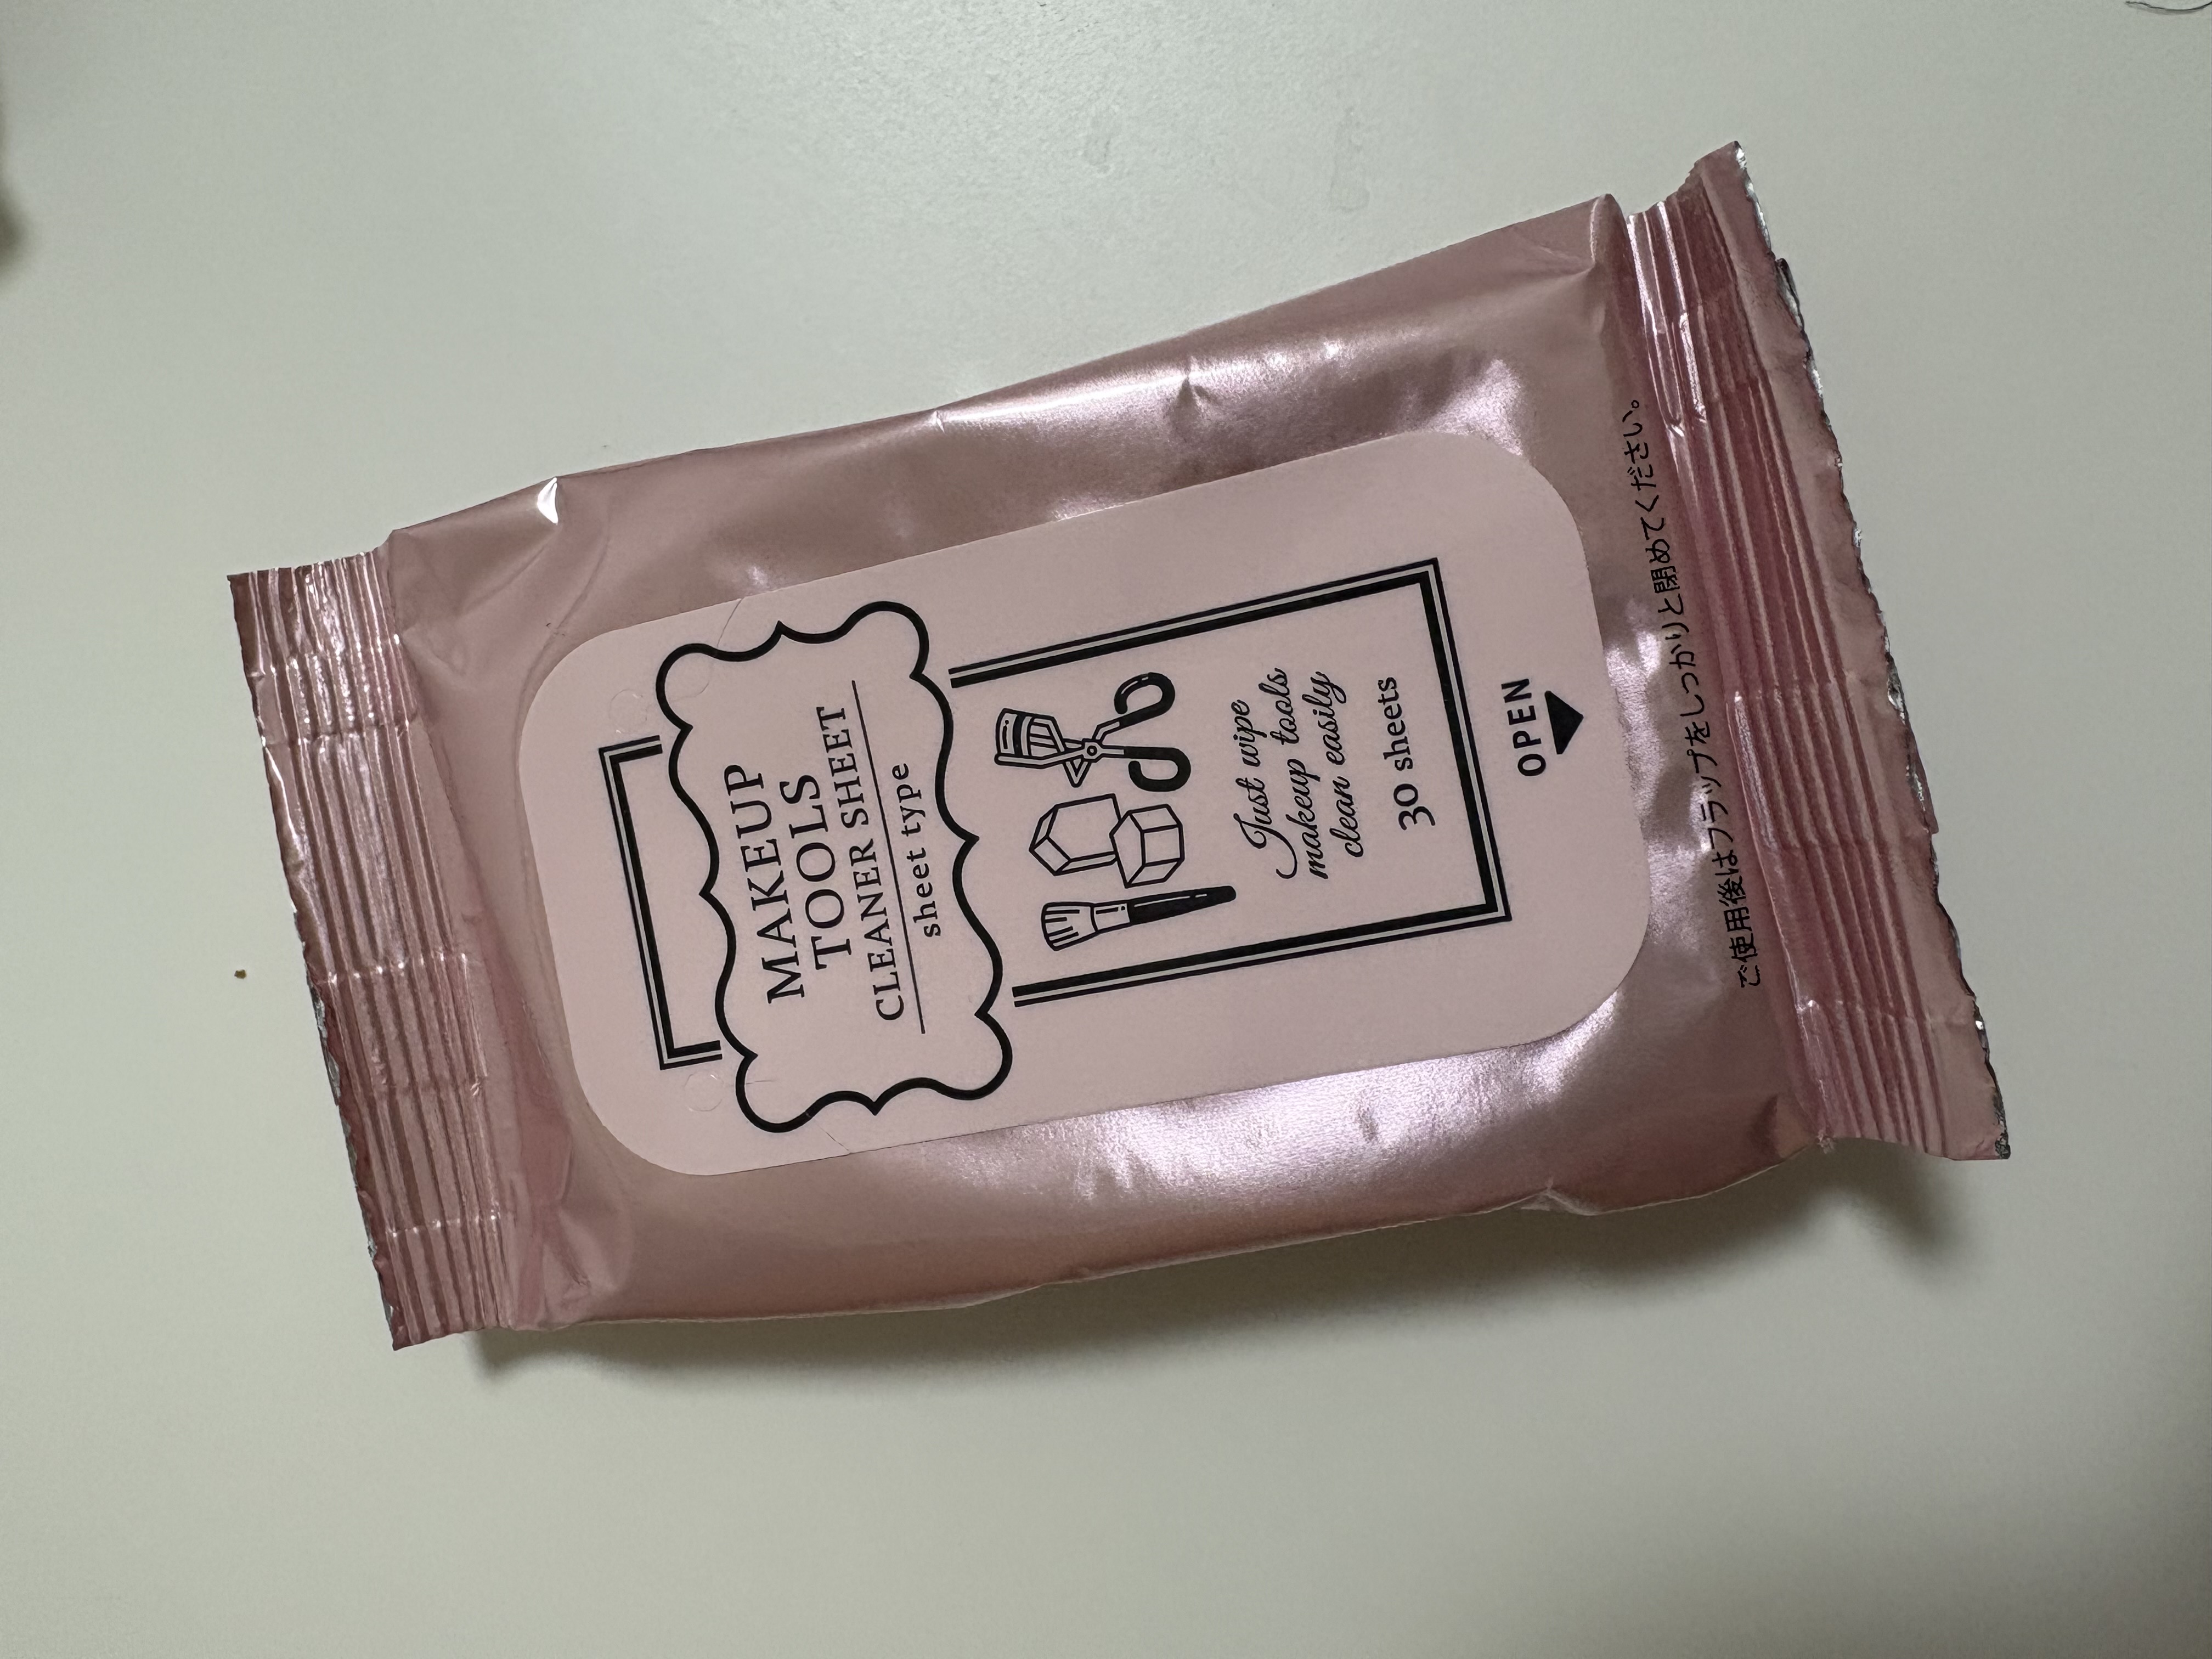 MAKEUP
TOOLS
CLEANER SHEET
sheet type
Just wipe
makeup tools
clean easily
30 sheets
OPEN
ご使用後はフラップをしっかりと閉めてください。